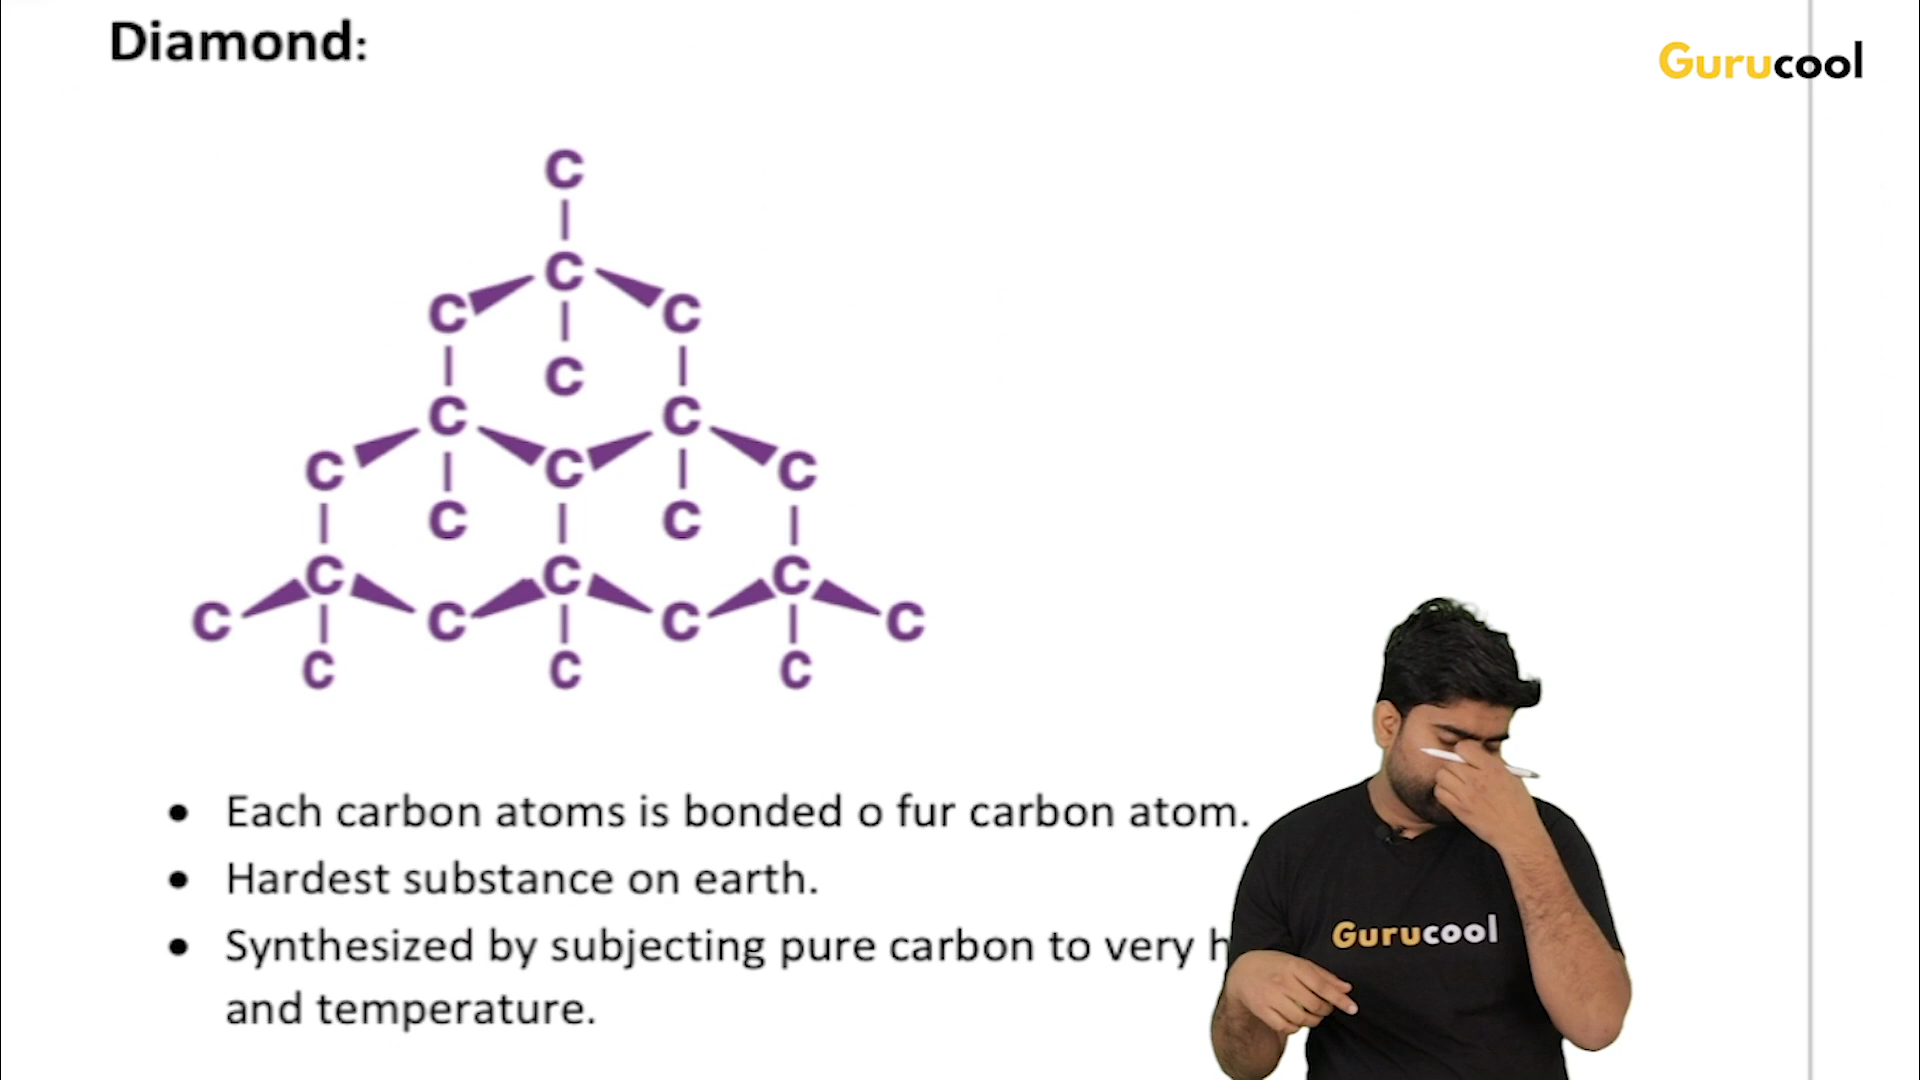 Diamond:
Gurucool
C
C
C C
C
C C
C C C
C C
C C C
C C C C
C C C
Each carbon atoms is bonded o fur carbon atom.
Hardest substance on earth.
Synthesized by subjecting pure carbon to very
and temperature.
Gurucool